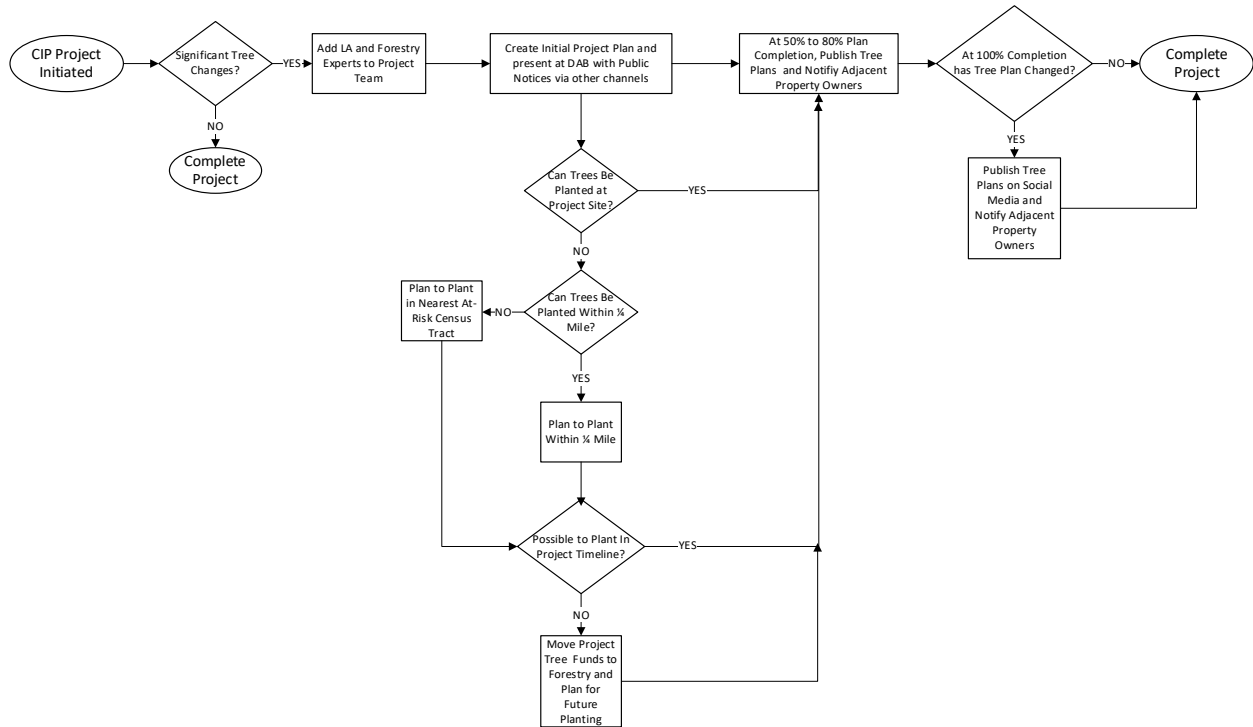 CIP Project
Initiated
Significant Tree
Changes?
YES
NO
Complete
Project
Add LA and Forestry
Experts to Project
Team
Create Initial Project Plan and
present at DAB with Public
Notices via other channels
At 50% to 80% Plan
Completion, Publish Tree
Plans and Notifiy Adjacent
Property Owners
At 100% Completion
has Tree Plan Changed?
NO
Complete
Project
YES
Publish Tree
Plans on Social
Media and
Notify Adjacent
Property
Owners
Can Trees Be
Planted at
Project Site?
YES
NO
Can Trees Be
Planted Within ¼
Mile?
NO
Plan to Plant
in Nearest At-
Risk Census
Tract
YES
Plan to Plant
Within ¼ Mile
Possible to Plant In
Project Timeline?
YES
NO
Move Project
Tree Funds to
Forestry and
Plan for
Future
Planting